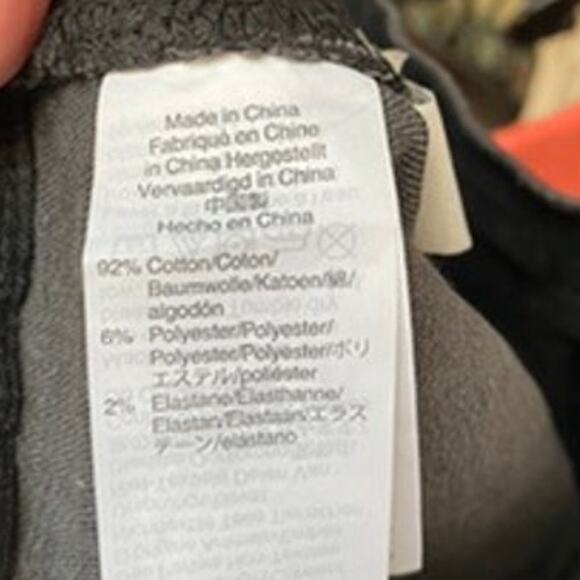 Made in China
Fabriqué en Chine
in China Hergestellt
Vervaardigd in China
中国製
Hecho en China
92% Cotton/Coton/
Baumwolle/Katoen/綿/
algodón
6% Polyester/Polyester/
Polyester/Polyester/ポリ
エステル/poliéster
2% Elastane/Elasthanne/
Elastan/Elastaan/エラス
テーン/elastano